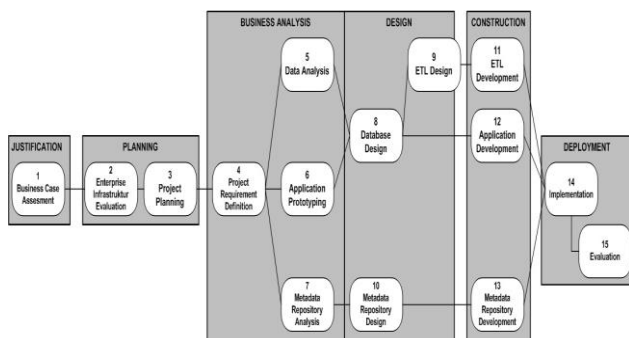 BUSINESS ANALYSIS
DESIGN
CONSTRUCTION
5
Data Analysis
9
ETL Design
11
ETL
Development
JUSTIFICATION
PLANNING
8
Database
Design
12
Application
Development
DEPLOYMENT
1
Business Case
Assesment
2
Enterprise
Infrastruktur
Evaluation
3
Project
Planning
4
Project
Requirement
Definition
6
Application
Prototyping
14
Implementation
15
Evaluation
7
Metadata
Repository
Analysis
10
Metadata
Repository
Design
13
Metadata
Repository
Development